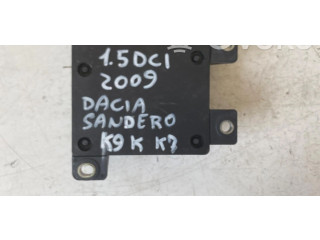 1.5DCI
2009
DACIA
SANDERO
K9K K7